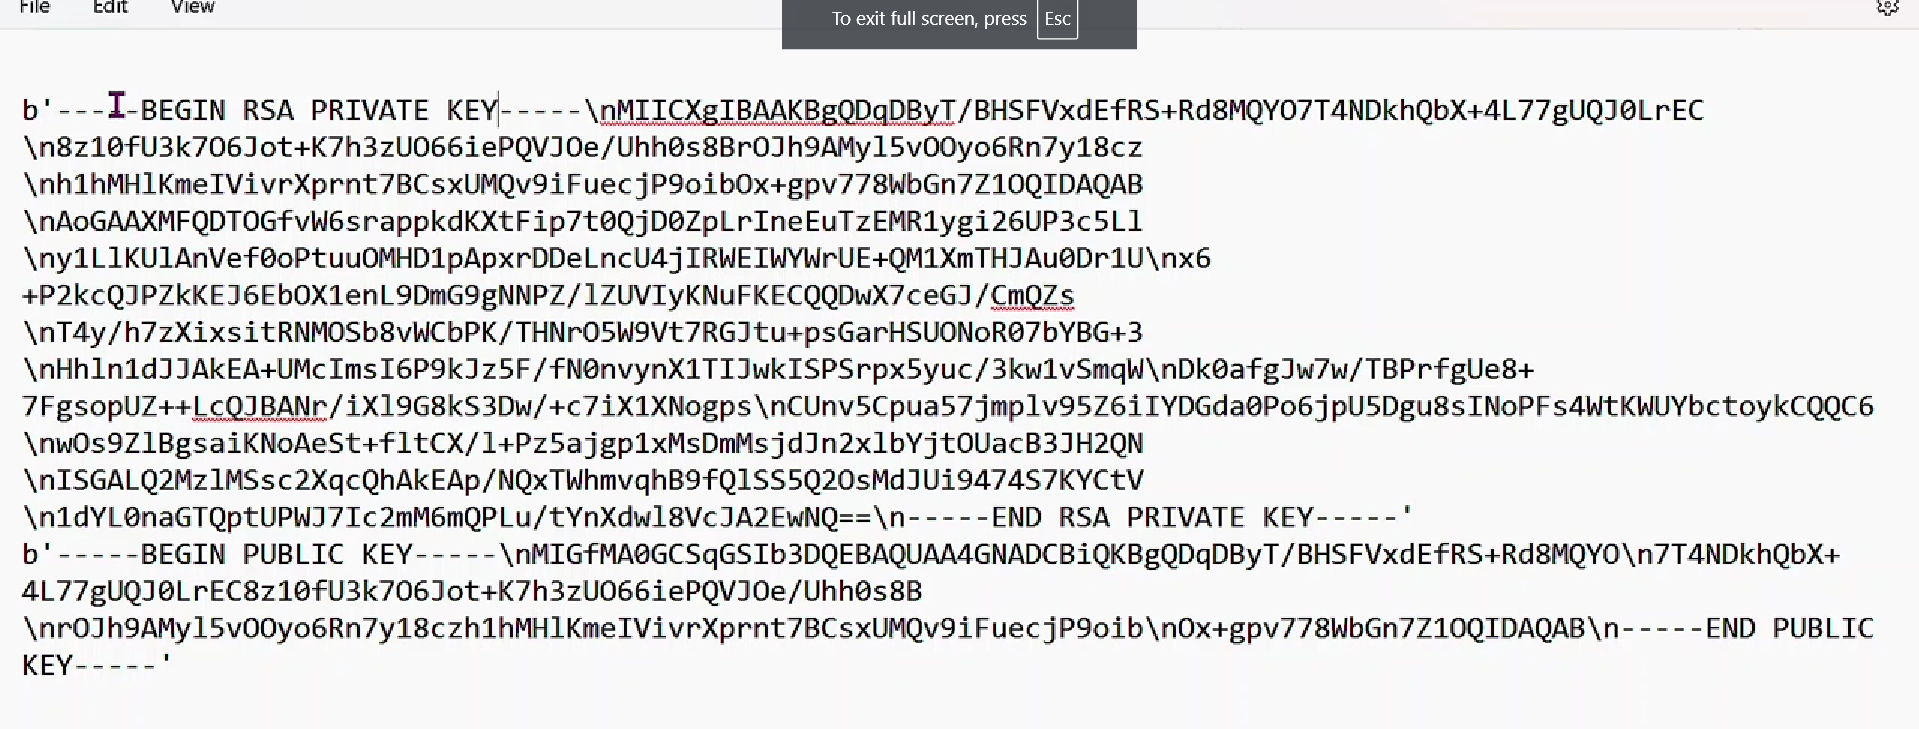 File Edit View
To exit full screen, press Esc
b'-----BEGIN RSA PRIVATE KEY-----\nMIICXgIBAAKBgQDqDByT/BHSFVxdEfRS+Rd8MQYO7T4NDkhQbX+4L77gUQJ0LrEC
\n8z10fU3k7O6Jot+K7h3zUO66iePQVJOe/Uhh0s8BrOJh9AMyl5vOOyo6Rn7y18cz
\nh1hMHlKmeIVivrXprnt7BCsxUMQv9iFuecjP9oibOx+gpv778WbGn7Z1OQIDAQAB
\nAoGAAXMFQDTOGfvW6srappkdKXtFip7t0QjD0ZpLrIneEuTzEMR1ygi26UP3c5Ll
\ny1LlKUlAnVef0oPtuuOMHD1pApxrDDeLncU4jIRWEIWYWrUE+QM1XmTHJAu0Dr1U\nx6
+P2kcQJPZkKEJ6EbOX1enL9DmG9gNNPZ/lZUVIyKNuFKECQQDwX7ceGJ/CmQZs
\nT4y/h7zXixsitRNMOSb8vWCbPK/THNrO5W9Vt7RGJtu+psGarHSUONoR07bYBG+3
\nHhln1dJJAkEA+UMcImsI6P9kJz5F/fN0nvynX1TIJwkISPSrpx5yuc/3kw1vSmqW\nDk0afgJw7w/TBPrfgUe8+
7FgsopUZ++LcQJBANr/iXl9G8kS3Dw/+c7iX1XNogps\nCUnv5Cpua57jmplv95Z6iIYDGda0Po6jpU5Dgu8sINoPFs4WtKWUYbctoykCQQC6
\nwOs9ZlBgsaiKNoAeSt+fltCX/l+Pz5ajgp1xMsDmMsjdJn2xlbYjtOUacB3JH2QN
\nISGALQ2MzlMSsc2XqcQhAkEAp/NQxTWhmvqhB9fQlSS5Q2OsMdJUi9474S7KYCtV
\n1dYL0naGTQptUPWJ7Ic2mM6mQPLu/tYnXdwl8VcJA2EwNQ==\n-----END RSA PRIVATE KEY-----'
b'-----BEGIN PUBLIC KEY-----\nMIGfMA0GCSqGSIb3DQEBAQUAA4GNADCBiQKBgQDqDByT/BHSFVxdEfRS+Rd8MQYO\n7T4NDkhQbX+
4L77gUQJ0LrEC8z10fU3k7O6Jot+K7h3zUO66iePQVJOe/Uhh0s8B
\nrOJh9AMyl5vOOyo6Rn7y18czh1hMHlKmeIVivrXprnt7BCsxUMQv9iFuecjP9oib\nOx+gpv778WbGn7Z1OQIDAQAB\n-----END PUBLIC
KEY-----'